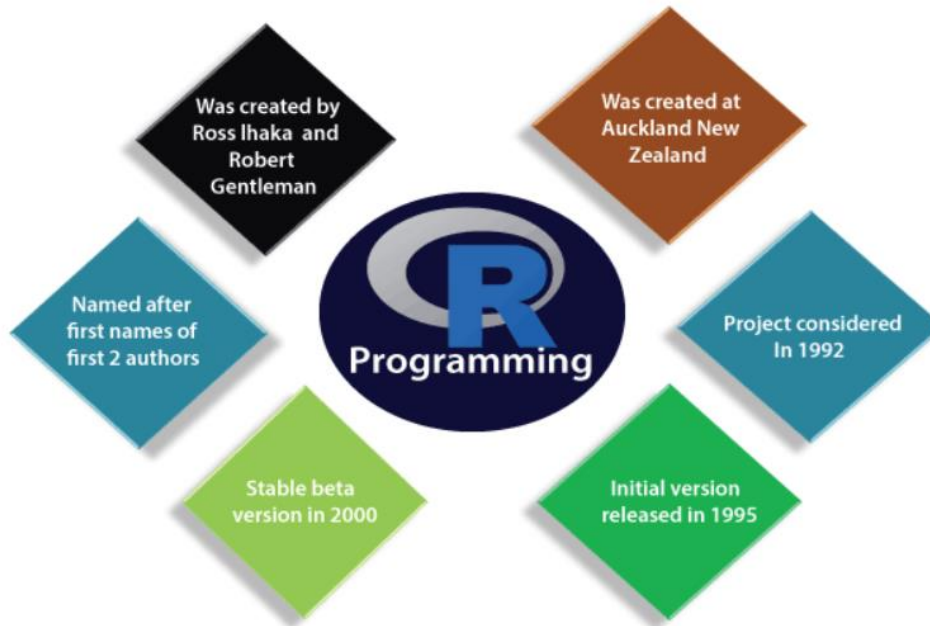 Was created by
Ross Ihaka and
Robert
Gentleman
Was created at
Auckland New
Zealand
Named after
first names of
first 2 authors
R
Programming
Project considered
In 1992
Stable beta
version in 2000
Initial version
released in 1995